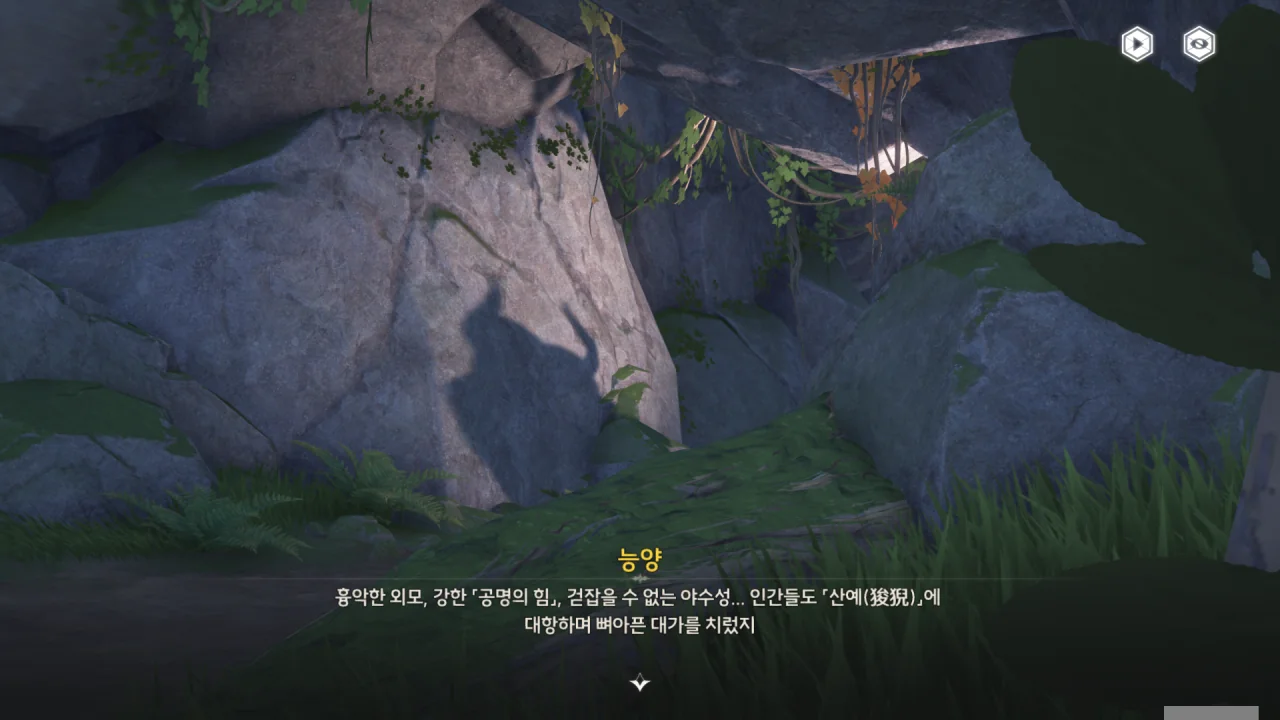 능양
흉악한 외모, 강한 「공명의 힘」, 걷잡을 수 없는 야수성... 인간들도 「산예(狻猊)」에
대항하며 뼈아픈 대가를 치렀지